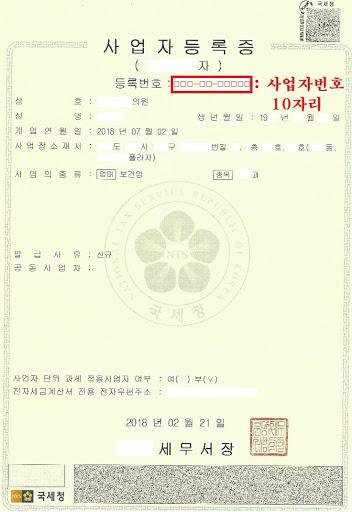 국세청
사업자등록증
( 자 )
등록번호 : □□□-□□-□□□□□ : 사업자번호
10자리
상 호 : 의원
성 명 : 생년월일 : 19 년 월 일
개업연월일 : 2018 년 07 월 02 일
사업장소재지 : 도 시 구 번길 , 층 호, 호( 동,
플라자)
사업의종류 : 업태 보건업 종목 과
NATIONAL TAX SERVICE REPUBLIC OF KOREA
NTS
국세청
발급사유 : 신규
공동사업자 :
사업자 단위 과세 적용사업자 여부 : 여( ) 부(∨)
전자세금계산서 전용 전자우편주소 :
2018 년 02 월 21 일
세무서장
NTS 국세청